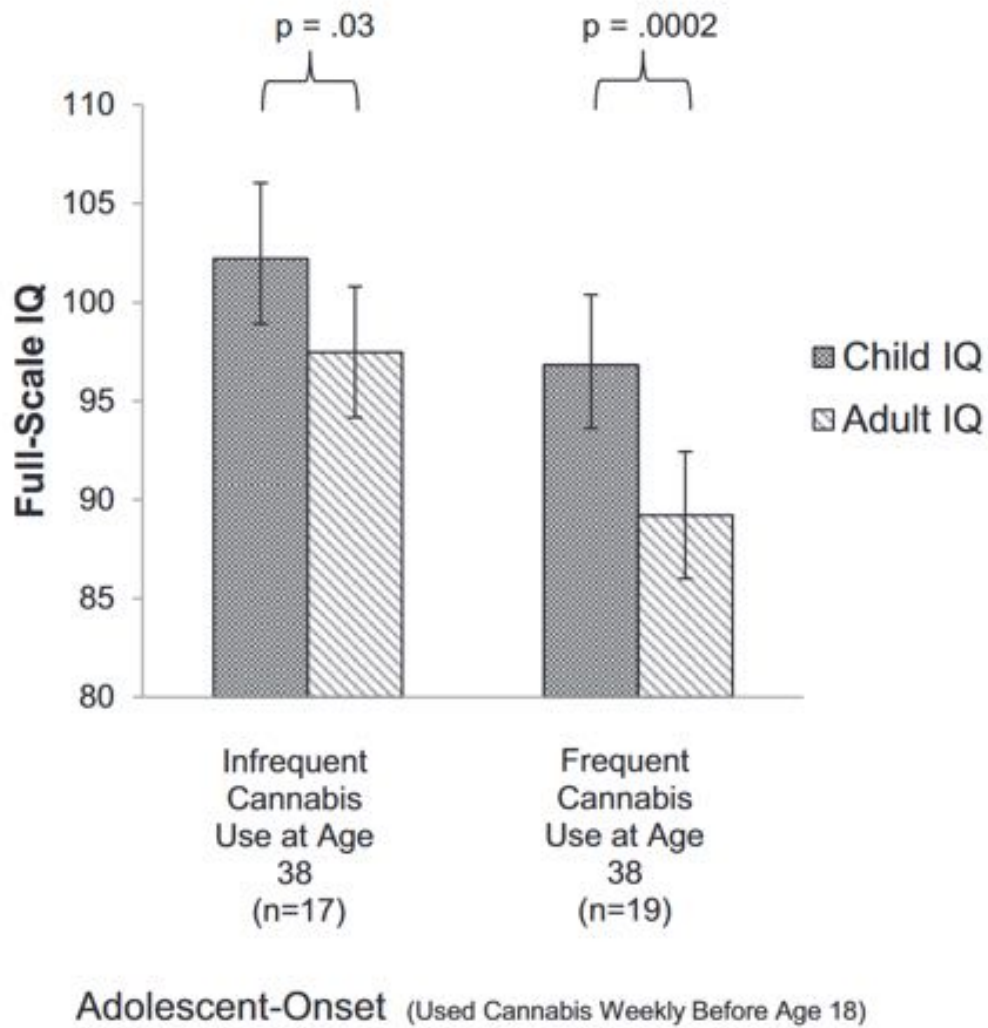 p = .03
p = .0002
110
105
100
95
90
85
80
Full-Scale IQ
Child IQ
Adult IQ
Infrequent
Cannabis
Use at Age
38
(n=17)
Frequent
Cannabis
Use at Age
38
(n=19)
Adolescent-Onset (Used Cannabis Weekly Before Age 18)